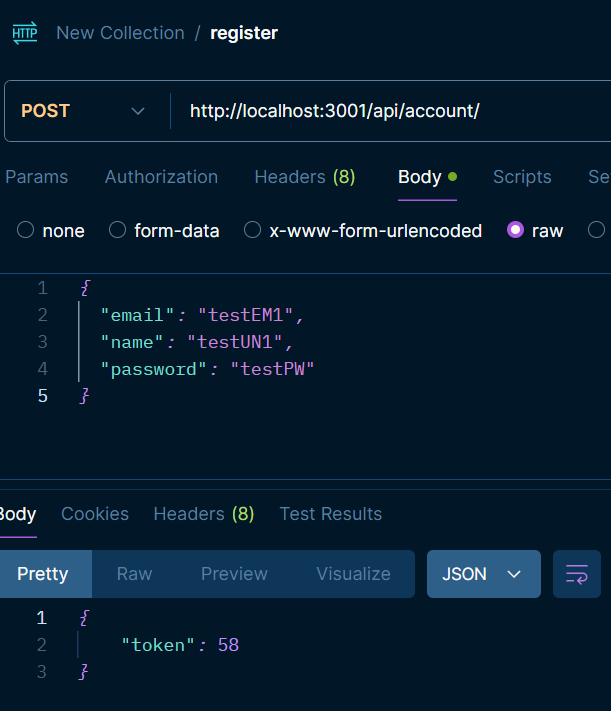 HTTP New Collection / register
POST http://localhost:3001/api/account/
Params Authorization Headers (8) Body Scripts Se
none form-data x-www-form-urlencoded raw
1 {
2 "email": "testEM1",
3 "name": "testUN1",
4 "password": "testPW"
5 }
Body Cookies Headers (8) Test Results
Pretty Raw Preview Visualize JSON
1 {
2 "token": 58
3 }